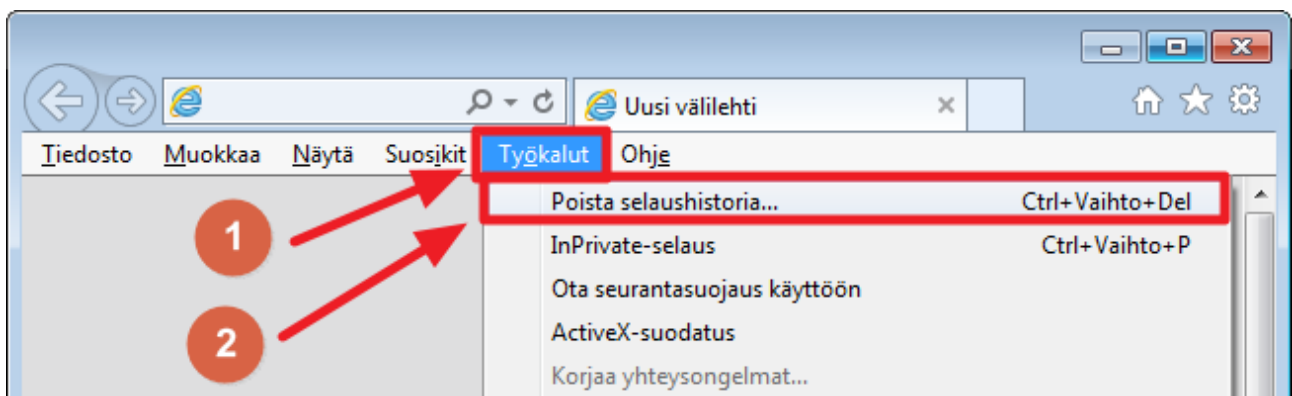 Uusi välilehti
Tiedosto Muokkaa Näytä Suosikit Työkalut Ohje
Poista selaushistoria... Ctrl+Vaihto+Del
1
InPrivate-selaus Ctrl+Vaihto+P
Ota seurantasuojaus käyttöön
2
ActiveX-suodatus
Korjaa yhteysongelmat...